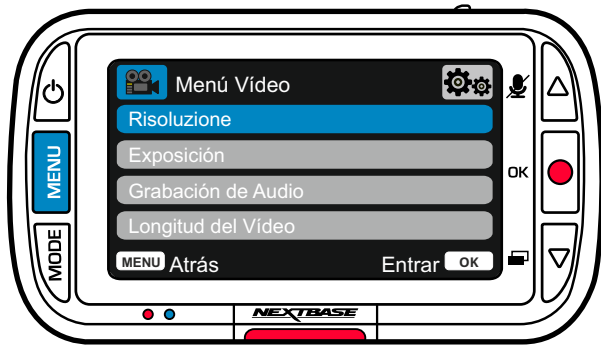 Menú Vídeo
Risoluzione
Exposición
Grabación de Audio
Longitud del Vídeo
MENU Atrás
Entrar OK
MENU
MODE
OK
NEXTBASE